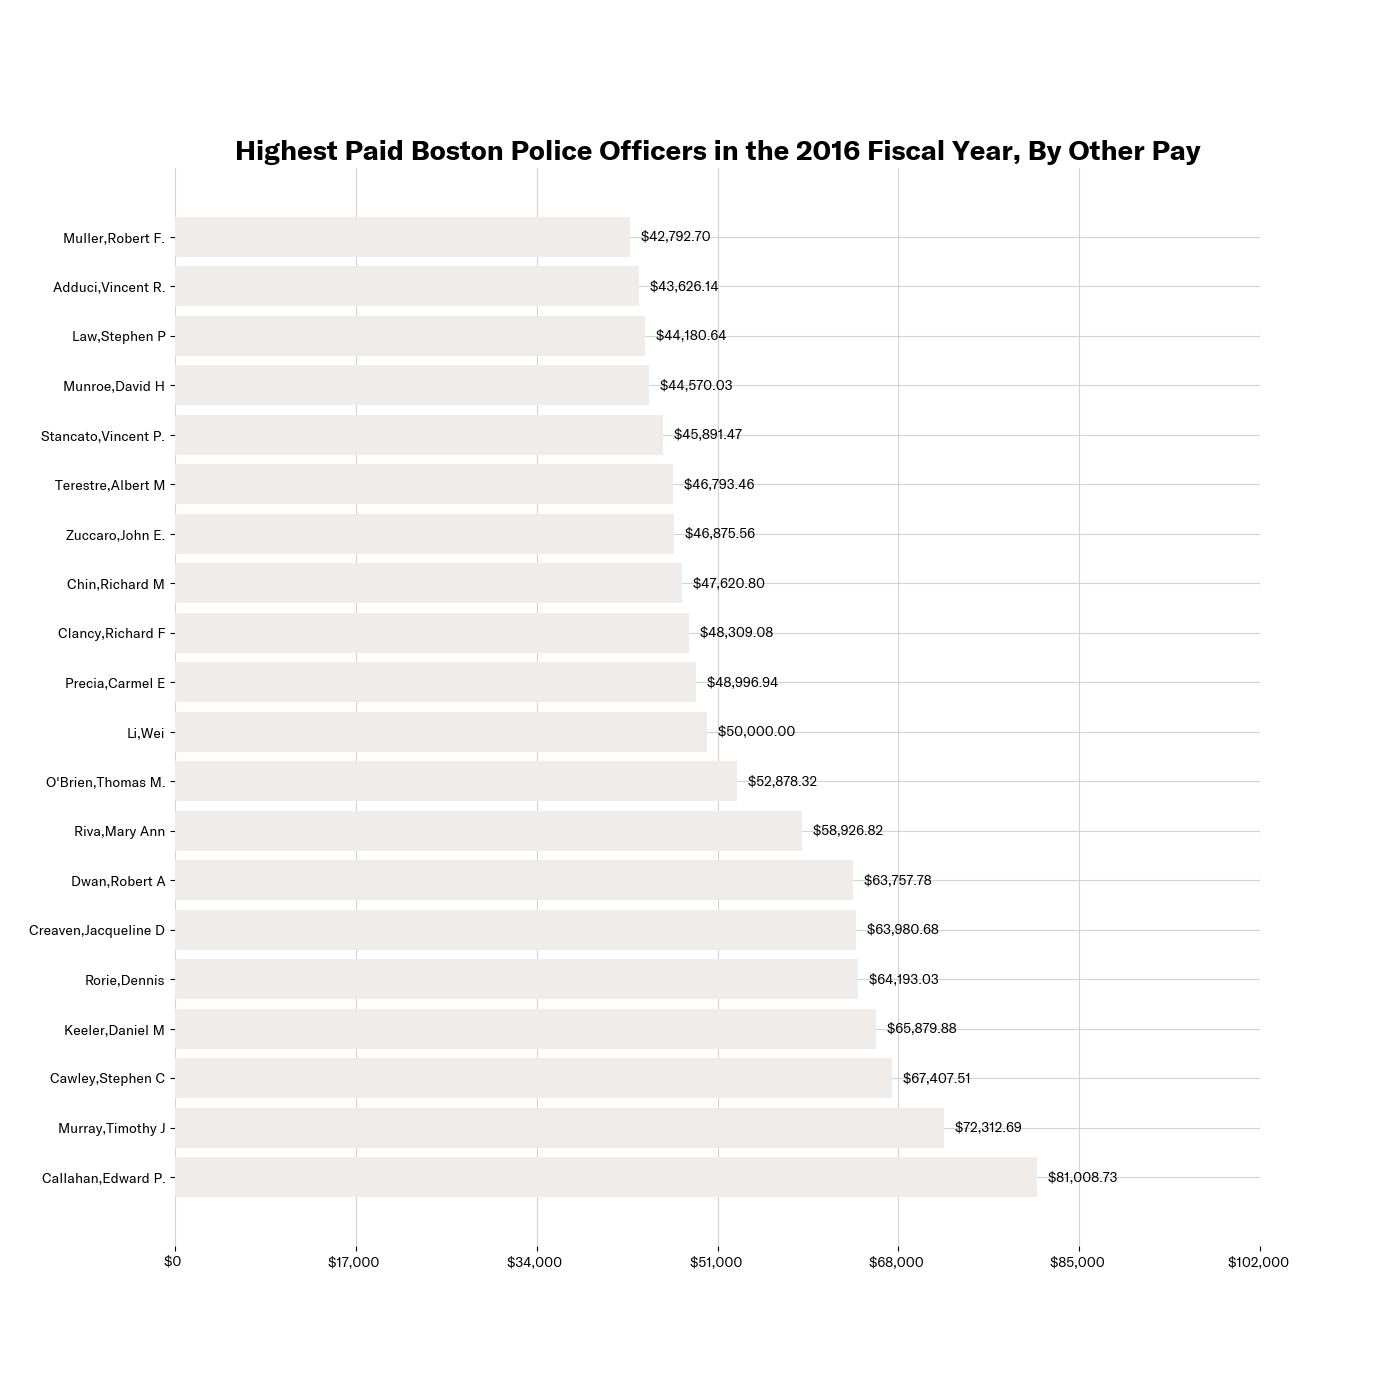 Highest Paid Boston Police Officers in the 2016 Fiscal Year, By Other Pay
Muller,Robert F. $42,792.70
Adduci,Vincent R. $43,626.14
Law,Stephen P $44,180.64
Munroe,David H $44,570.03
Stancato,Vincent P. $45,891.47
Terestre,Albert M $46,793.46
Zuccaro,John E. $46,875.56
Chin,Richard M $47,620.80
Clancy,Richard F $48,309.08
Precia,Carmel E $48,996.94
Li,Wei $50,000.00
O'Brien,Thomas M. $52,878.32
Riva,Mary Ann $58,926.82
Dwan,Robert A $63,757.78
Creaven,Jacqueline D $63,980.68
Rorie,Dennis $64,193.03
Keeler,Daniel M $65,879.88
Cawley,Stephen C $67,407.51
Murray,Timothy J $72,312.69
Callahan,Edward P. $81,008.73
$0 $17,000 $34,000 $51,000 $68,000 $85,000 $102,000